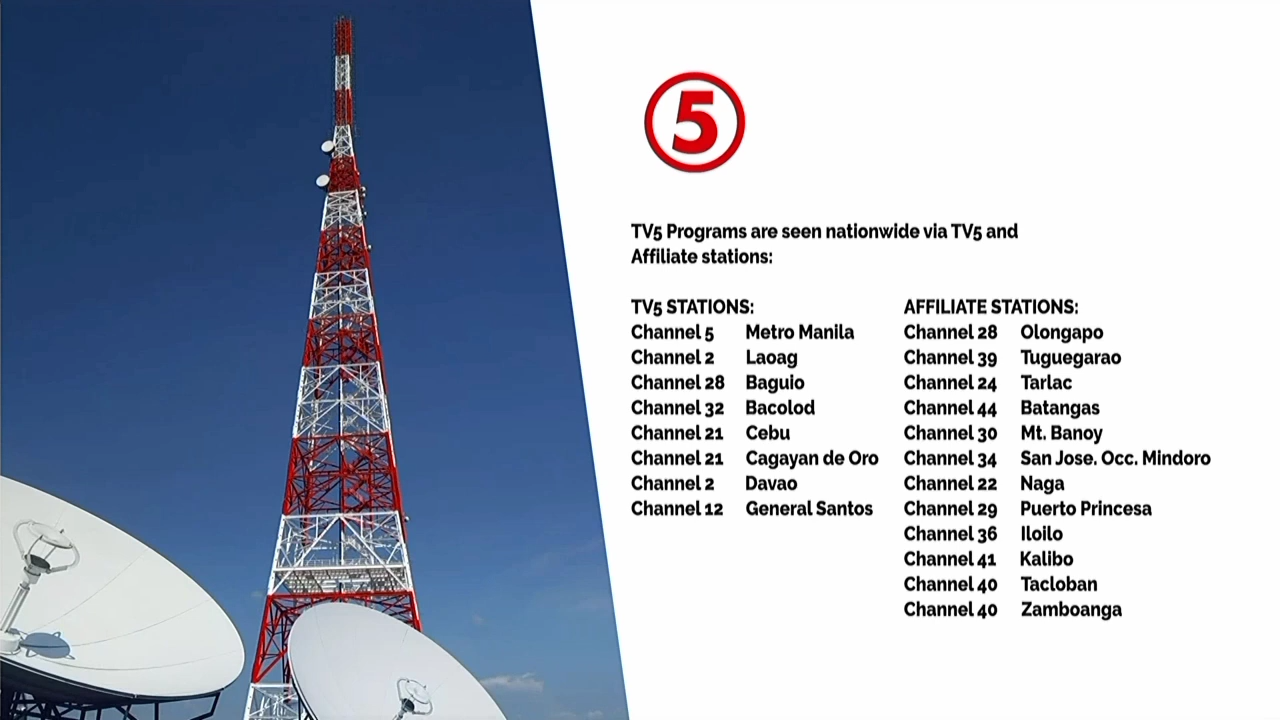 5
TV5 Programs are seen nationwide via TV5 and
Affiliate stations:
TV5 STATIONS:
Channel 5 Metro Manila
Channel 2 Laoag
Channel 28 Baguio
Channel 32 Bacolod
Channel 21 Cebu
Channel 21 Cagayan de Oro
Channel 2 Davao
Channel 12 General Santos
AFFILIATE STATIONS:
Channel 28 Olongapo
Channel 39 Tuguegarao
Channel 24 Tarlac
Channel 44 Batangas
Channel 30 Mt. Banoy
Channel 34 San Jose. Occ. Mindoro
Channel 22 Naga
Channel 29 Puerto Princesa
Channel 36 Iloilo
Channel 41 Kalibo
Channel 40 Tacloban
Channel 40 Zamboanga